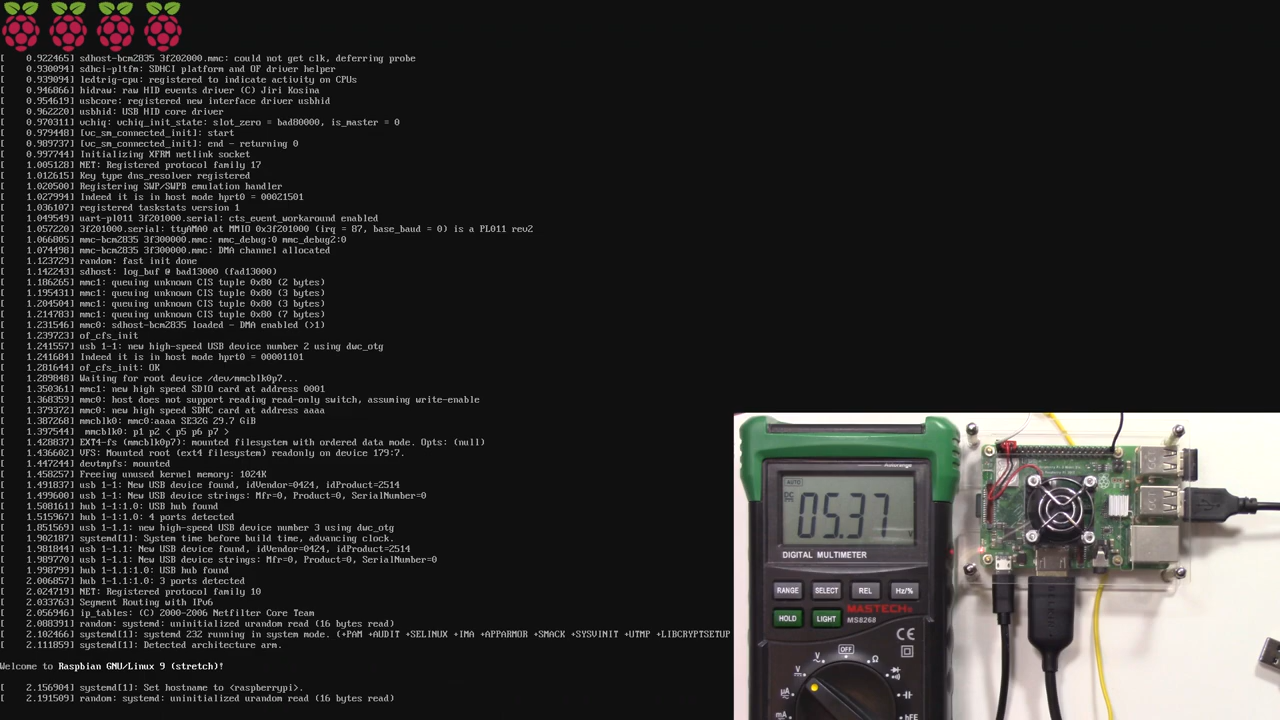 [    0.922465] sdhost-bcm2835 3f202000.mmc: could not get clk, deferring probe
[    0.930094] sdhci-pltfm: SDHCI platform and OF driver helper
[    0.939094] ledtrig-cpu: registered to indicate activity on CPUs
[    0.946866] hidraw: raw HID events driver (C) Jiri Kosina
[    0.954619] usbcore: registered new interface driver usbhid
[    0.962220] usbhid: USB HID core driver
[    0.970311] vchiq: vchiq_init_state: slot_zero = bad80000, is_master = 0
[    0.979448] [vc_sm_connected_init]: start
[    0.989737] [vc_sm_connected_init]: end - returning 0
[    0.997744] Initializing XFRM netlink socket
[    1.005128] NET: Registered protocol family 17
[    1.012615] Key type dns_resolver registered
[    1.020500] Registering SWP/SWPB emulation handler
[    1.027994] Indeed it is in host mode hprt0 = 00021501
[    1.036107] registered taskstats version 1
[    1.049549] uart-pl011 3f201000.serial: cts_event_workaround enabled
[    1.057220] 3f201000.serial: ttyAMA0 at MMIO 0x3f201000 (irq = 87, base_baud = 0) is a PL011 rev2
[    1.066805] mmc-bcm2835 3f300000.mmc: mmc_debug:0 mmc_debug2:0
[    1.074498] mmc-bcm2835 3f300000.mmc: DMA channel allocated
[    1.123729] random: fast init done
[    1.142243] sdhost: log_buf @ bad13000 (fad13000)
[    1.186265] mmc1: queuing unknown CIS tuple 0x80 (2 bytes)
[    1.195431] mmc1: queuing unknown CIS tuple 0x80 (3 bytes)
[    1.204504] mmc1: queuing unknown CIS tuple 0x80 (3 bytes)
[    1.214783] mmc1: queuing unknown CIS tuple 0x80 (7 bytes)
[    1.231546] mmc0: sdhost-bcm2835 loaded - DMA enabled (>1)
[    1.239723] of_cfs_init
[    1.241557] usb 1-1: new high-speed USB device number 2 using dwc_otg
[    1.241684] Indeed it is in host mode hprt0 = 00001101
[    1.281644] of_cfs_init: OK
[    1.289848] Waiting for root device /dev/mmcblk0p7...
[    1.350361] mmc1: new high speed SDIO card at address 0001
[    1.368359] mmc0: host does not support reading read-only switch, assuming write-enable
[    1.379372] mmc0: new high speed SDHC card at address aaaa
[    1.387268] mmcblk0: mmc0:aaaa SE32G 29.7 GiB
[    1.397544]  mmcblk0: p1 p2 < p5 p6 p7 >
[    1.428837] EXT4-fs (mmcblk0p7): mounted filesystem with ordered data mode. Opts: (null)
[    1.436602] VFS: Mounted root (ext4 filesystem) readonly on device 179:7.
[    1.447244] devtmpfs: mounted
[    1.458257] Freeing unused kernel memory: 1024K
[    1.491837] usb 1-1: New USB device found, idVendor=0424, idProduct=2514
[    1.499600] usb 1-1: New USB device strings: Mfr=0, Product=0, SerialNumber=0
[    1.508161] hub 1-1:1.0: USB hub found
[    1.515967] hub 1-1:1.0: 4 ports detected
[    1.851569] usb 1-1.1: new high-speed USB device number 3 using dwc_otg
[    1.902187] systemd[1]: System time before build time, advancing clock.
[    1.981844] usb 1-1.1: New USB device found, idVendor=0424, idProduct=2514
[    1.989770] usb 1-1.1: New USB device strings: Mfr=0, Product=0, SerialNumber=0
[    1.998799] hub 1-1.1:1.0: USB hub found
[    2.006857] hub 1-1.1:1.0: 3 ports detected
[    2.024719] NET: Registered protocol family 10
[    2.033763] Segment Routing with IPv6
[    2.056946] ip_tables: (C) 2000-2006 Netfilter Core Team
[    2.088391] random: systemd: uninitialized urandom read (16 bytes read)
[    2.102466] systemd[1]: systemd 232 running in system mode. (+PAM +AUDIT +SELINUX +IMA +APPARMOR +SMACK +SYSVINIT +UTMP +LIBCRYPTSETUP
[    2.111859] systemd[1]: Detected architecture arm.
Welcome to Raspbian GNU/Linux 9 (stretch)!
[    2.156904] systemd[1]: Set hostname to <raspberrypi>.
[    2.191509] random: systemd: uninitialized urandom read (16 bytes read)
Autorange
AUTO
DC
05.37
DIGITAL MULTIMETER
RANGE
SELECT
REL
Hz/%
HOLD
LIGHT
MASTECH
MS8268
CE
OFF
V
V
Ω
μA
mA
hFE